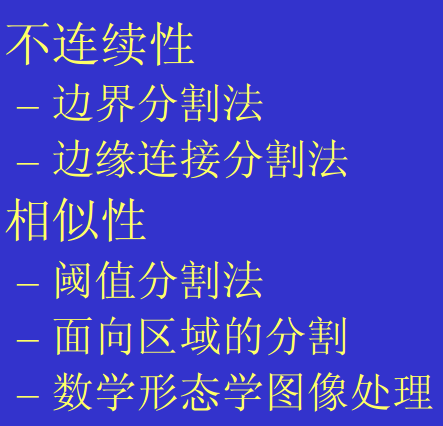 不连续性
– 边界分割法
– 边缘连接分割法
相似性
– 阈值分割法
– 面向区域的分割
– 数学形态学图像处理